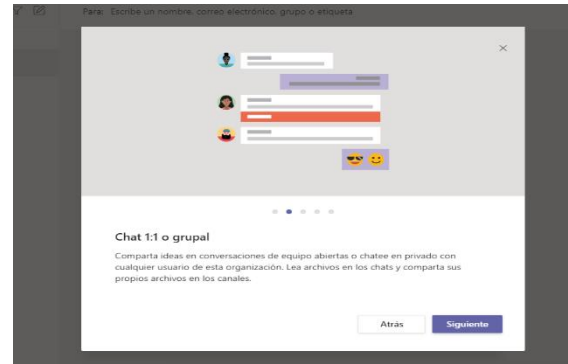 Para: Escribe un nombre, correo electrónico, grupo o etiqueta
Chat 1:1 o grupal
Comparta ideas en conversaciones de equipo abiertas o chatee en privado con
cualquier usuario de esta organización. Lea archivos en los chats y comparta sus
propios archivos en los canales.
Atrás
Siguiente